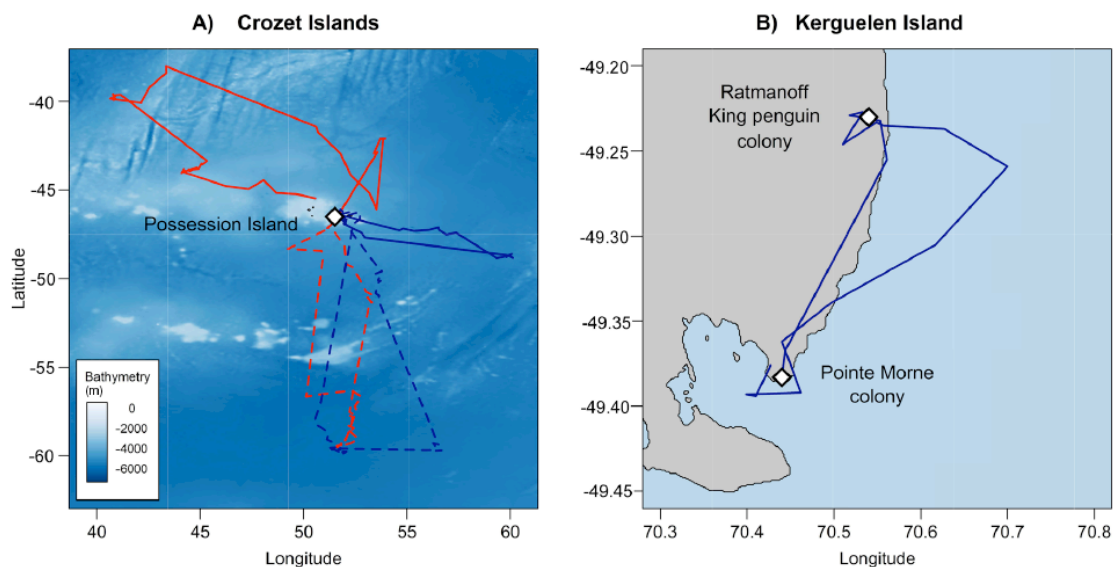 A) Crozet Islands
-40
-45
-50
-55
-60
Latitude
Possession Island
Bathymetry
(m)
0
-2000
-4000
-6000
40
45
50
55
60
Longitude
B) Kerguelen Island
-49.20
-49.25
-49.30
-49.35
-49.40
-49.45
Ratmanoff
King penguin
colony
Pointe Morne
colony
70.3
70.4
70.5
70.6
70.7
70.8
Longitude